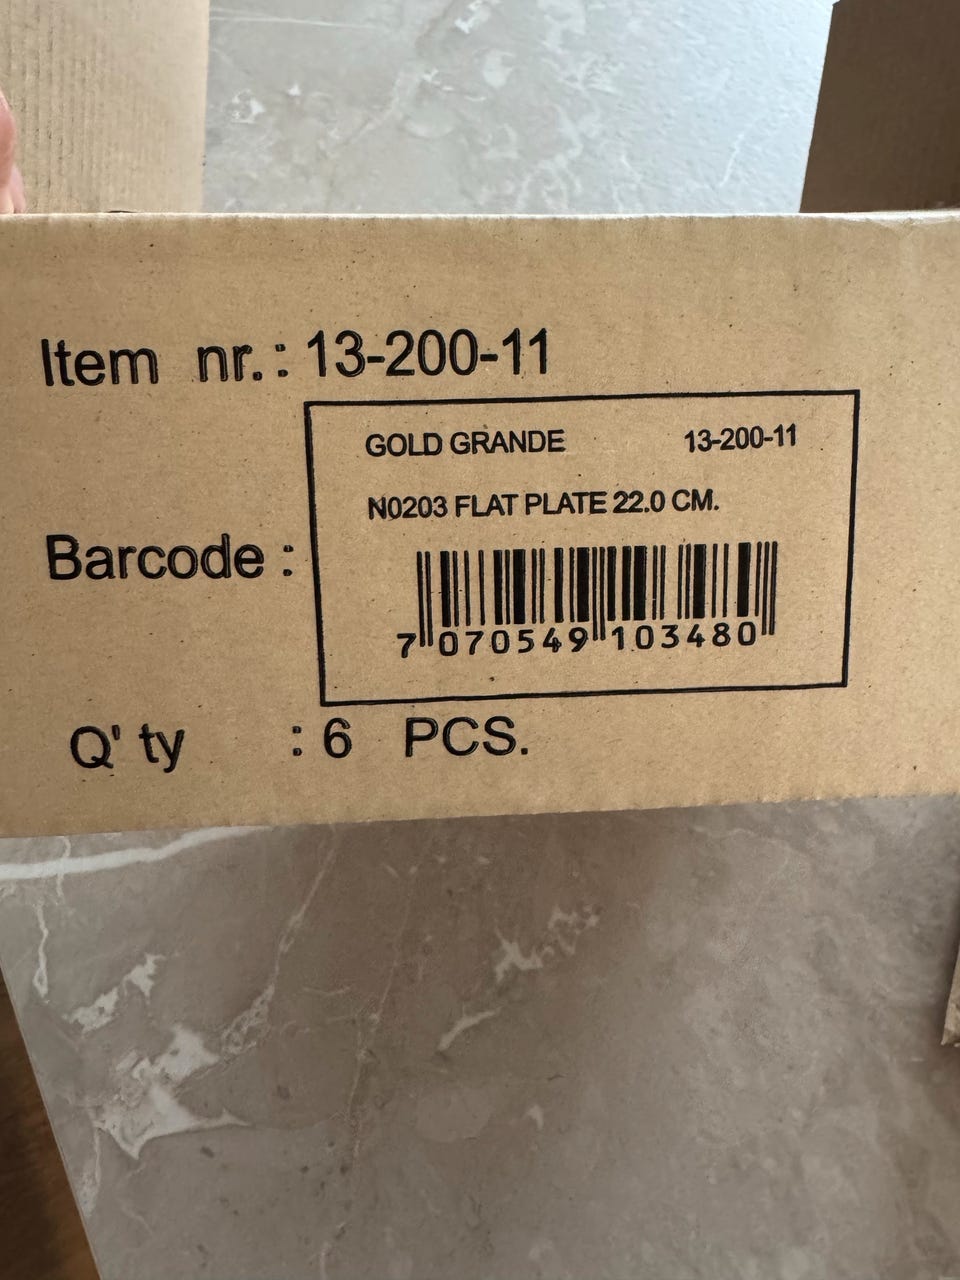 Item nr.: 13-200-11
GOLD GRANDE 13-200-11
N0203 FLAT PLATE 22.0 CM.
Barcode :
7 070549 103480
Q' ty : 6 PCS.